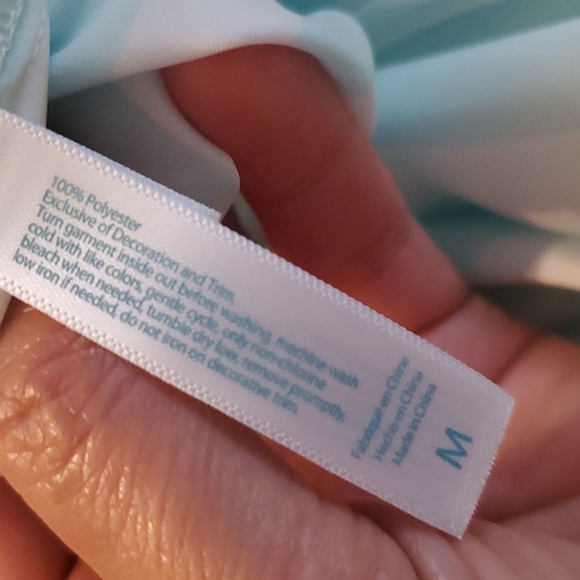 100% Polyester
Exclusive of Decoration and Trim.
Turn garment inside out before washing, machine wash
cold with like colors, gentle cycle, only non-chlorine
bleach when needed, tumble dry low, remove promptly,
low iron if needed, do not iron on decorative trim.
Fabriqué en Chine
Hecho en China
Made in China
M